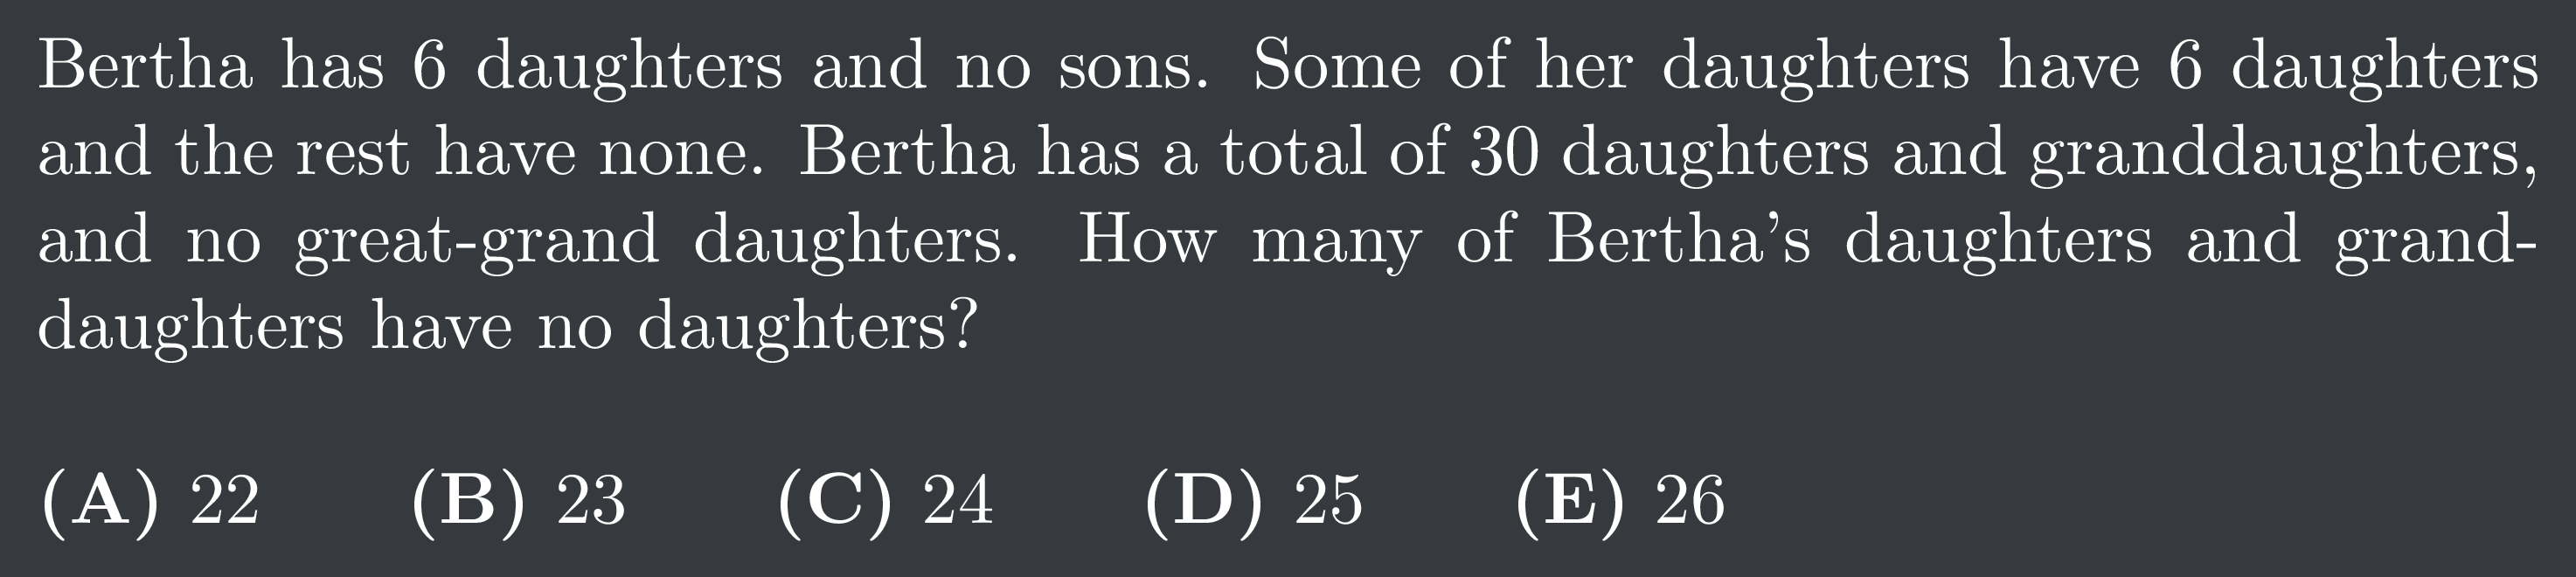 Bertha has 6 daughters and no sons. Some of her daughters have 6 daughters
and the rest have none. Bertha has a total of 30 daughters and granddaughters,
and no great-grand daughters. How many of Bertha's daughters and grand-
daughters have no daughters?
(A) 22 (B) 23 (C) 24 (D) 25 (E) 26